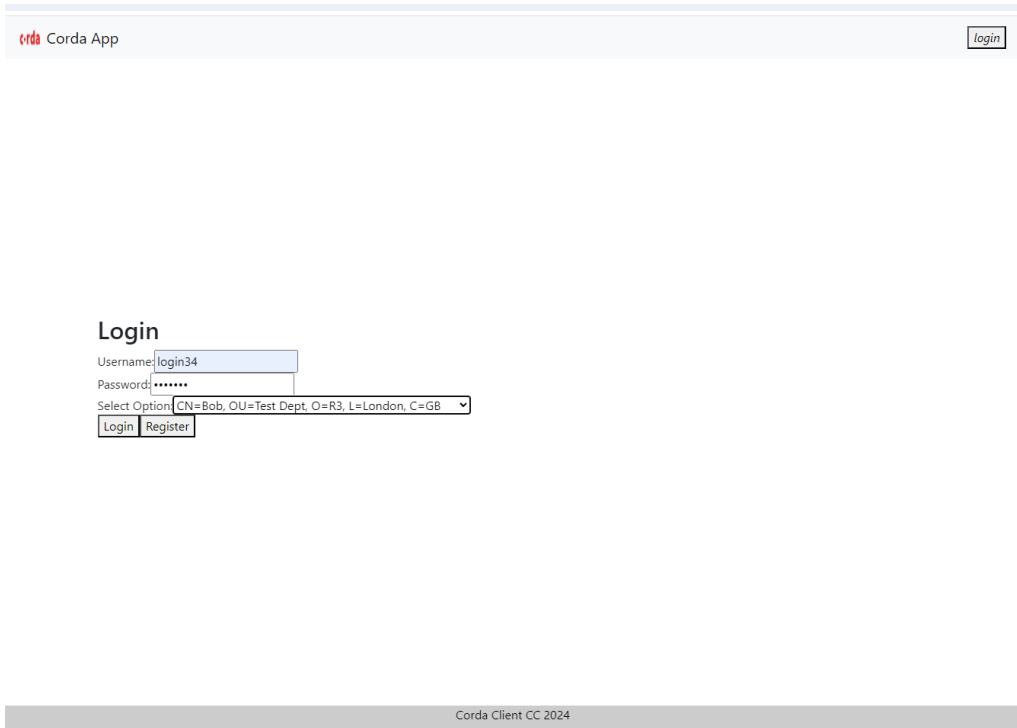 corda Corda App login
Login
Username: login34
Password: •••••••
Select Option: CN=Bob, OU=Test Dept, O=R3, L=London, C=GB
Login Register
Corda Client CC 2024